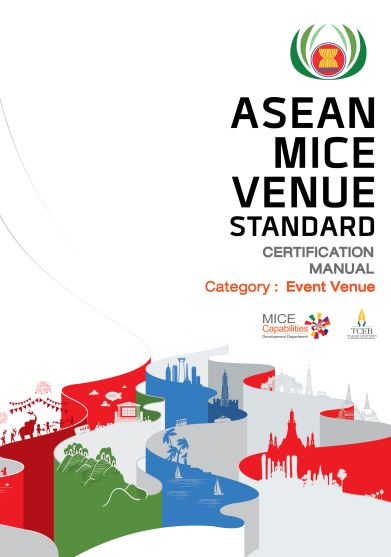 ASEAN
MICE
VENUE
STANDARD
CERTIFICATION
MANUAL
Category : Event Venue
MICE
Capabilities
Development Department
TCEB